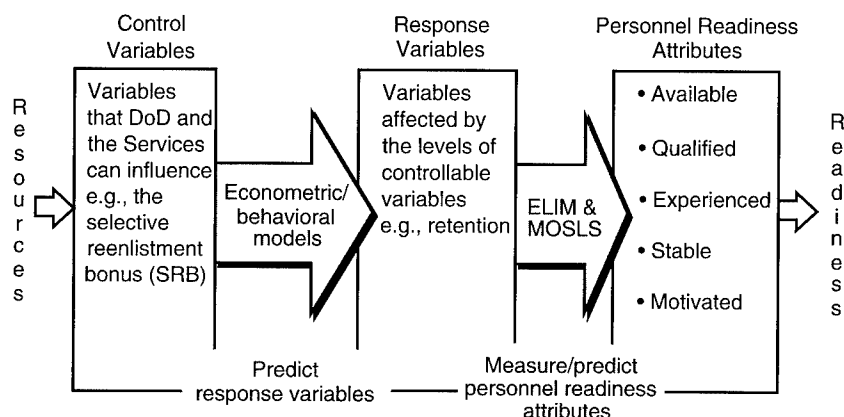 Control
Variables
Response
Variables
Personnel Readiness
Attributes
Resources
Variables
that DoD and
the Services
can influence
e.g., the
selective
reenlistment
bonus (SRB)
Econometric/
behavioral
models
Variables
affected by
the levels of
controllable
variables
e.g., retention
ELIM &
MOSLS
• Available
• Qualified
• Experienced
• Stable
• Motivated
Readiness
Predict
response variables
Measure/predict
personnel readiness
attributes